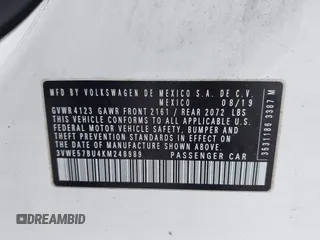 MFD BY VOLKSWAGEN DE MEXICO S.A. DE C.V.
MEXICO 08/19
GVWR 4123 GAWR FRONT 2161 / REAR 2072 LBS
THIS VEHICLE CONFORMS TO ALL APPLICABLE U.S.
FEDERAL MOTOR VEHICLE SAFETY, BUMPER AND
THEFT PREVENTION STANDARDS IN EFFECT ON THE
DATE OF MANUFACTURE SHOWN ABOVE
3VWE57BU4KM248989 PASSENGER CAR
3531186 3387 M
DREAMBID